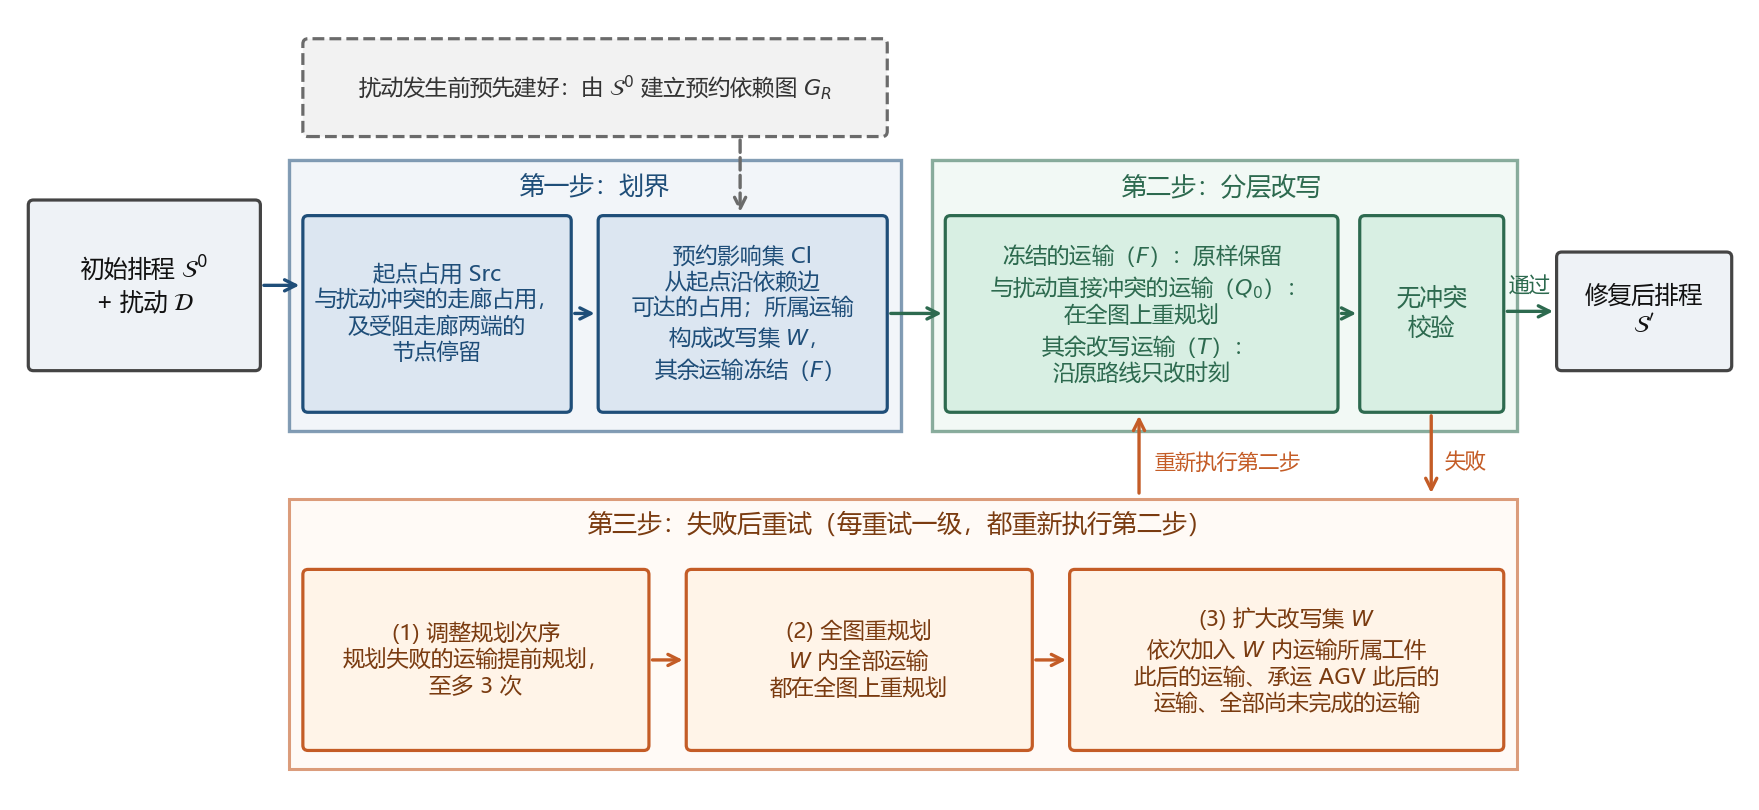 扰动发生前预先建好：由 𝒮⁰ 建立预约依赖图 G_R
初始排程 𝒮⁰
+ 扰动 𝒟
第一步：划界
起点占用 Src
与扰动冲突的走廊占用，
及受阻走廊两端的
节点停留
预约影响集 Cl
从起点沿依赖边
可达的占用；所属运输
构成改写集 W，
其余运输冻结（F）
第二步：分层改写
冻结的运输（F）：原样保留
与扰动直接冲突的运输（Q₀）：
在全图上重规划
其余改写运输（T）：
沿原路线只改时刻
无冲突
校验
通过
修复后排程
𝒮′
重新执行第二步
失败
第三步：失败后重试（每重试一级，都重新执行第二步）
(1) 调整规划次序
规划失败的运输提前规划，
至多 3 次
(2) 全图重规划
W 内全部运输
都在全图上重规划
(3) 扩大改写集 W
依次加入 W 内运输所属工件
此后的运输、承运 AGV 此后的
运输、全部尚未完成的运输